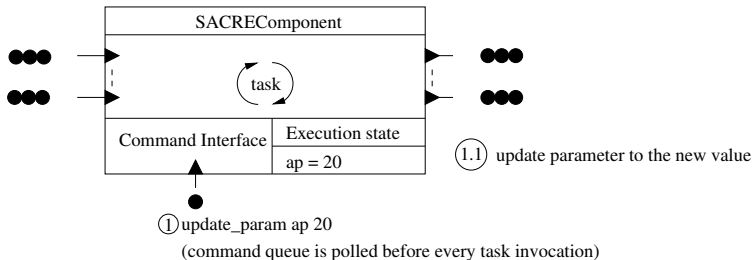 SACREComponent
task
Command Interface
Execution state
ap = 20
1.1 update parameter to the new value
1 update_param ap 20
(command queue is polled before every task invocation)